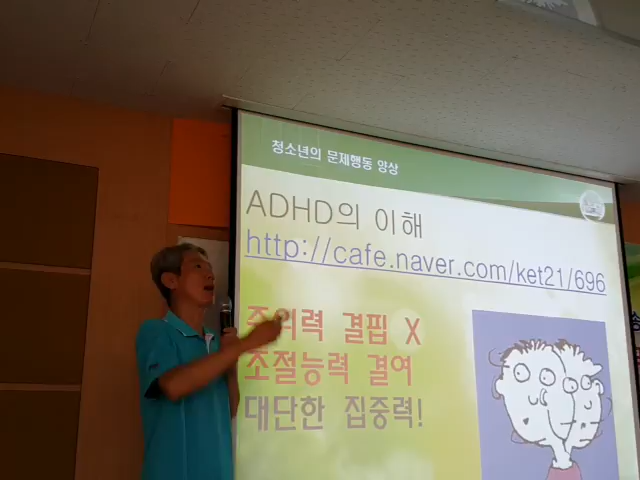 청소년의 문제행동 양상
ADHD의 이해
http://cafe.naver.com/ket21/696
주의력 결핍 X
조절능력 결여
대단한 집중력!